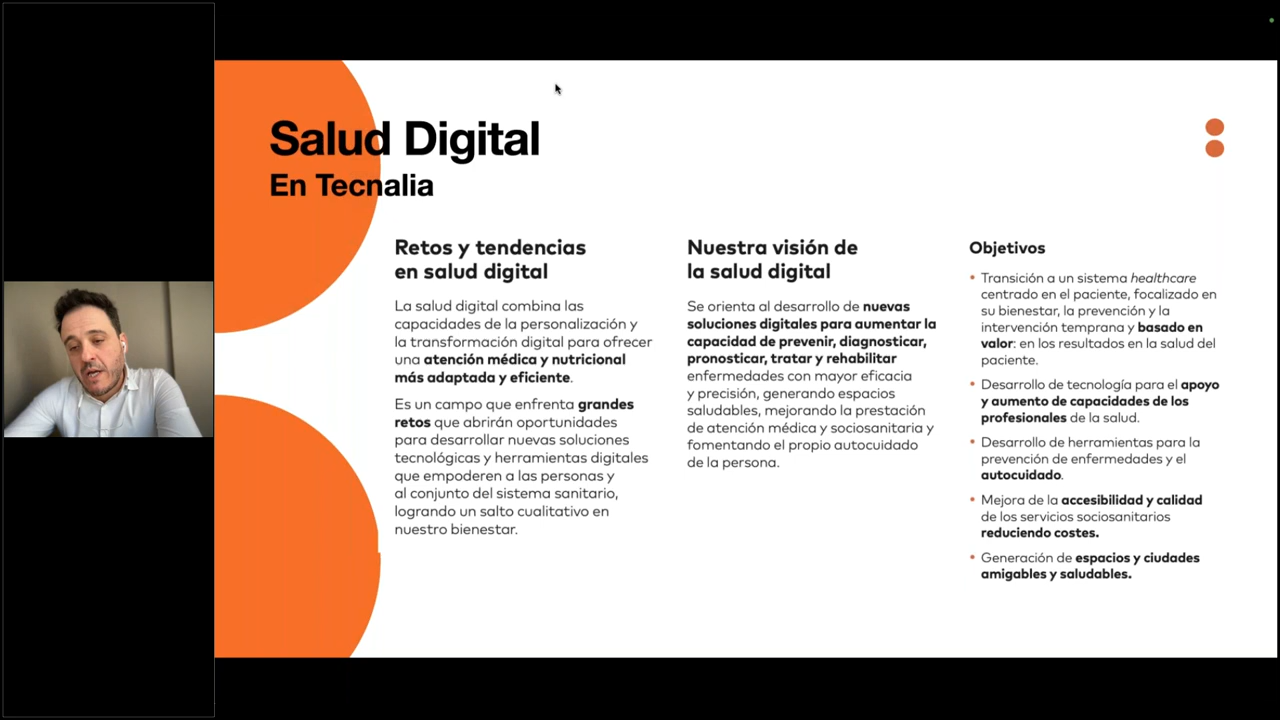 Salud Digital
En Tecnalia
Retos y tendencias
en salud digital
La salud digital combina las
capacidades de la personalización y
la transformación digital para ofrecer
una atención médica y nutricional
más adaptada y eficiente.
Es un campo que enfrenta grandes
retos que abrirán oportunidades
para desarrollar nuevas soluciones
tecnológicas y herramientas digitales
que empoderen a las personas y
al conjunto del sistema sanitario,
logrando un salto cualitativo en
nuestro bienestar.
Nuestra visión de
la salud digital
Se orienta al desarrollo de nuevas
soluciones digitales para aumentar la
capacidad de prevenir, diagnosticar,
pronosticar, tratar y rehabilitar
enfermedades con mayor eficacia
y precisión, generando espacios
saludables, mejorando la prestación
de atención médica y sociosanitaria y
fomentando el propio autocuidado
de la persona.
Objetivos
• Transición a un sistema healthcare
centrado en el paciente, focalizado en
su bienestar, la prevención y la
intervención temprana y basado en
valor: en los resultados en la salud del
paciente.
• Desarrollo de tecnología para el apoyo
y aumento de capacidades de los
profesionales de la salud.
• Desarrollo de herramientas para la
prevención de enfermedades y el
autocuidado.
• Mejora de la accesibilidad y calidad
de los servicios sociosanitarios
reduciendo costes.
• Generación de espacios y ciudades
amigables y saludables.